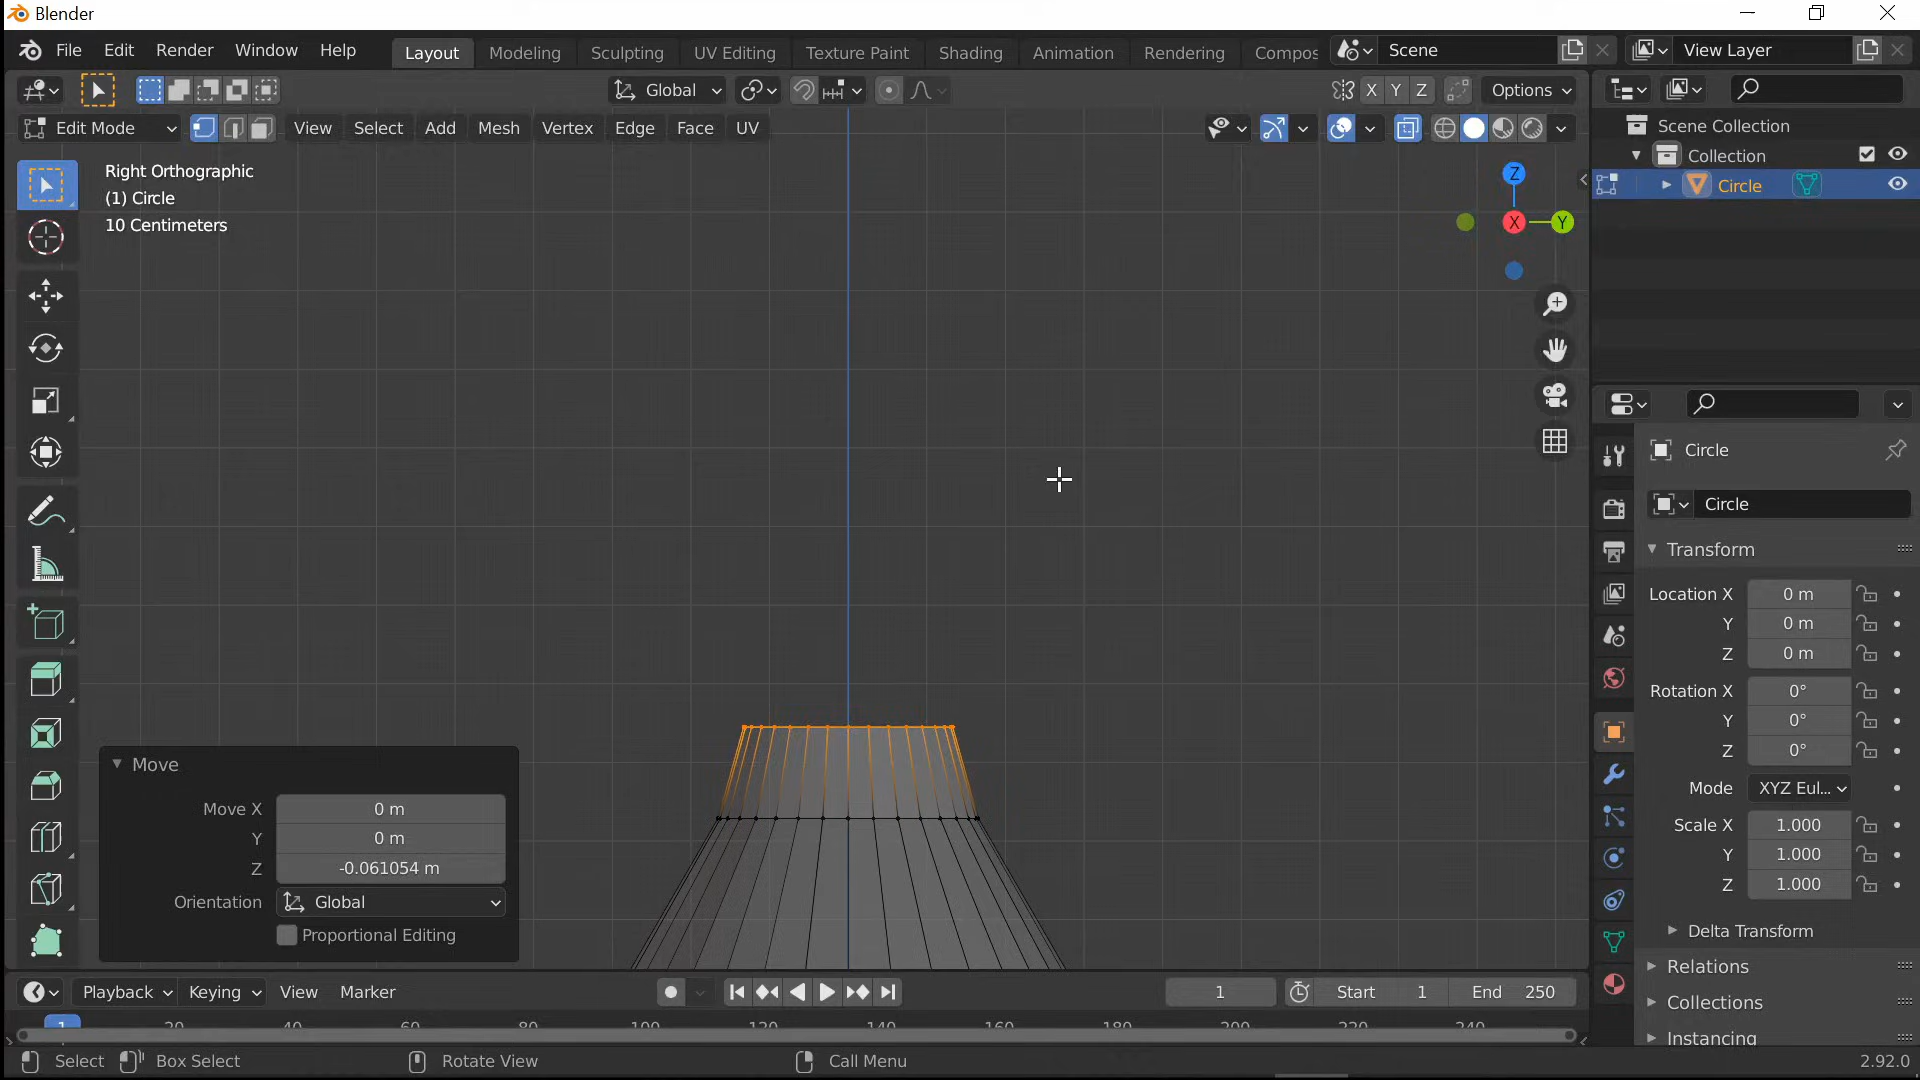 Blender
File Edit Render Window Help Layout Modeling Sculpting UV Editing Texture Paint Shading Animation Rendering Compos Scene View Layer
Global X Y Z Options
Edit Mode View Select Add Mesh Vertex Edge Face UV
Right Orthographic
(1) Circle
10 Centimeters
Z
X Y
Scene Collection
Collection
Circle
Circle
Circle
Transform
Location X 0 m
Y 0 m
Z 0 m
Rotation X 0°
Y 0°
Z 0°
Mode XYZ Eul...
Scale X 1.000
Y 1.000
Z 1.000
Delta Transform
Relations
Collections
Instancing
Move
Move X 0 m
Y 0 m
Z -0.061054 m
Orientation Global
Proportional Editing
Playback Keying View Marker 1 Start 1 End 250
1 20 40 60 80 100 120 140 160 180 200 220 240
Select Box Select Rotate View Call Menu 2.92.0